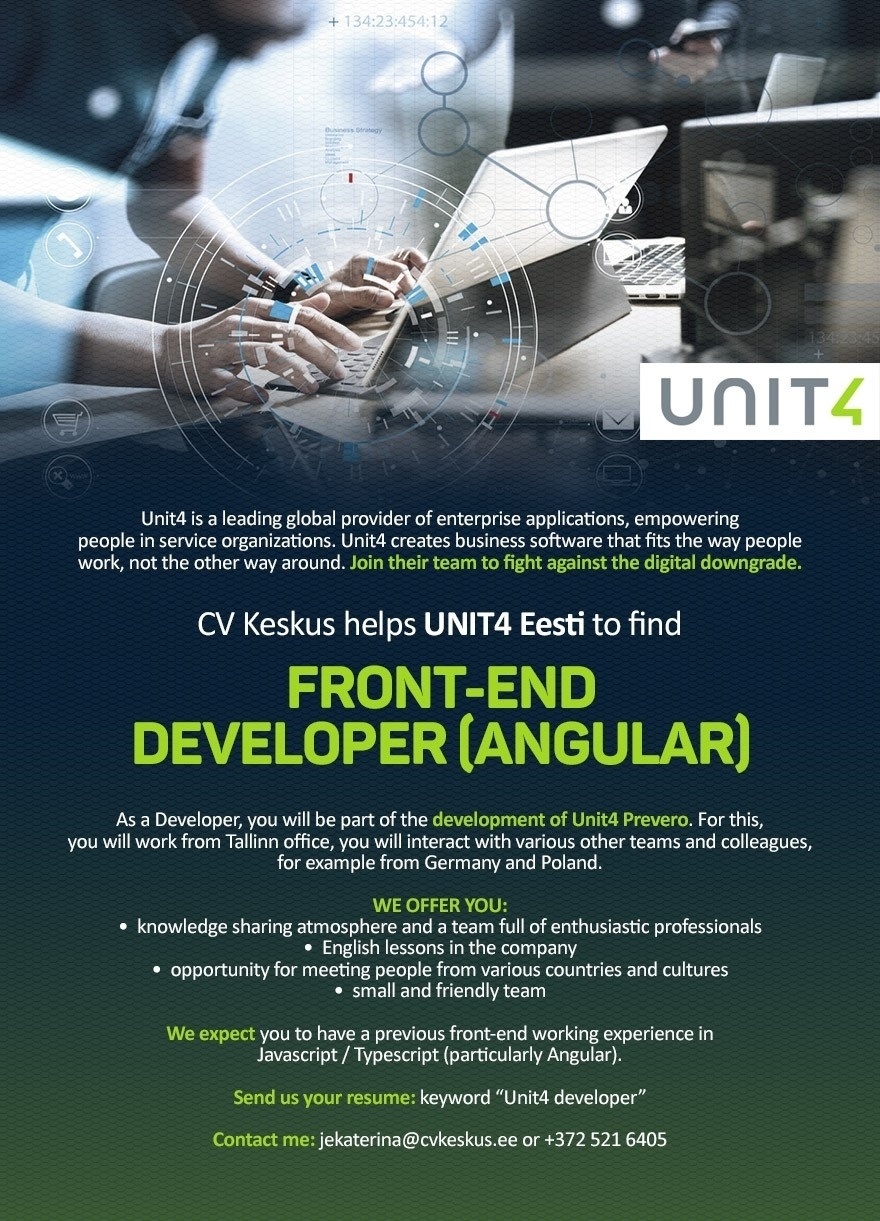 + 134:23:454:12
Business Strategy
UNIT4
Unit4 is a leading global provider of enterprise applications, empowering
people in service organizations. Unit4 creates business software that fits the way people
work, not the other way around. Join their team to fight against the digital downgrade.
CV Keskus helps UNIT4 Eesti to find
FRONT-END
DEVELOPER (ANGULAR)
As a Developer, you will be part of the development of Unit4 Prevero. For this,
you will work from Tallinn office, you will interact with various other teams and colleagues,
for example from Germany and Poland.
WE OFFER YOU:
• knowledge sharing atmosphere and a team full of enthusiastic professionals
• English lessons in the company
• opportunity for meeting people from various countries and cultures
• small and friendly team
We expect you to have a previous front-end working experience in
Javascript / Typescript (particularly Angular).
Send us your resume: keyword “Unit4 developer”
Contact me: jekaterina@cvkeskus.ee or +372 521 6405